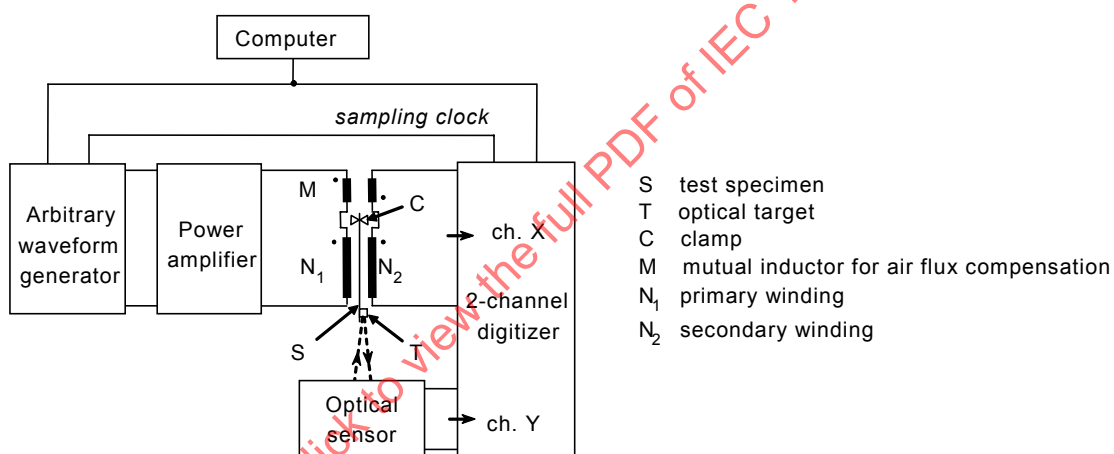 Computer
sampling clock
Arbitrary
waveform
generator
Power
amplifier
M
C
N₁
N₂
S
T
ch. X
2-channel
digitizer
Optical
sensor
ch. Y
S test specimen
T optical target
C clamp
M mutual inductor for air flux compensation
N₁ primary winding
N₂ secondary winding
click to view the full PDF of IEC